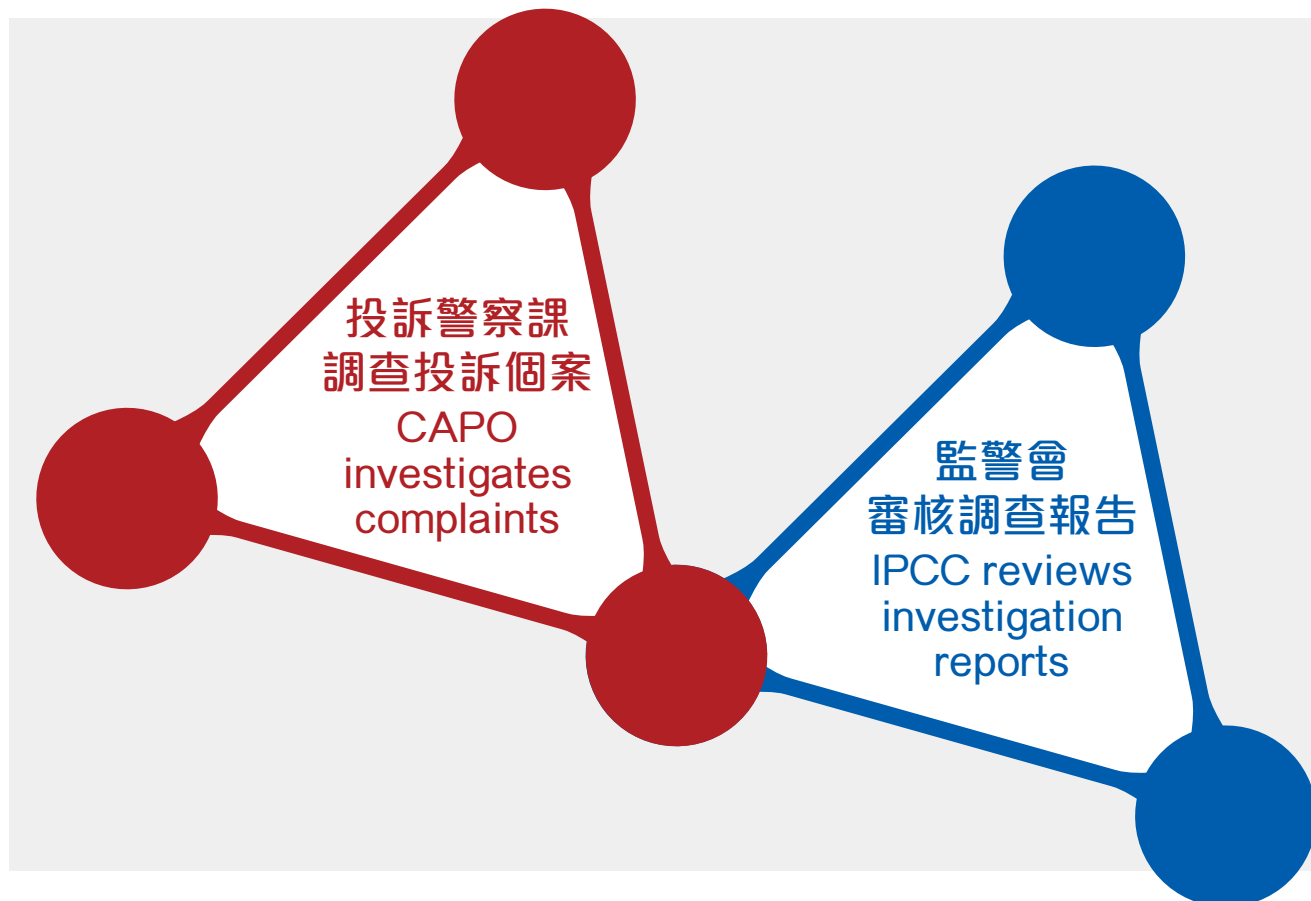 投訴警察課
調查投訴個案
CAPO
investigates
complaints
監警會
審核調查報告
IPCC reviews
investigation
reports